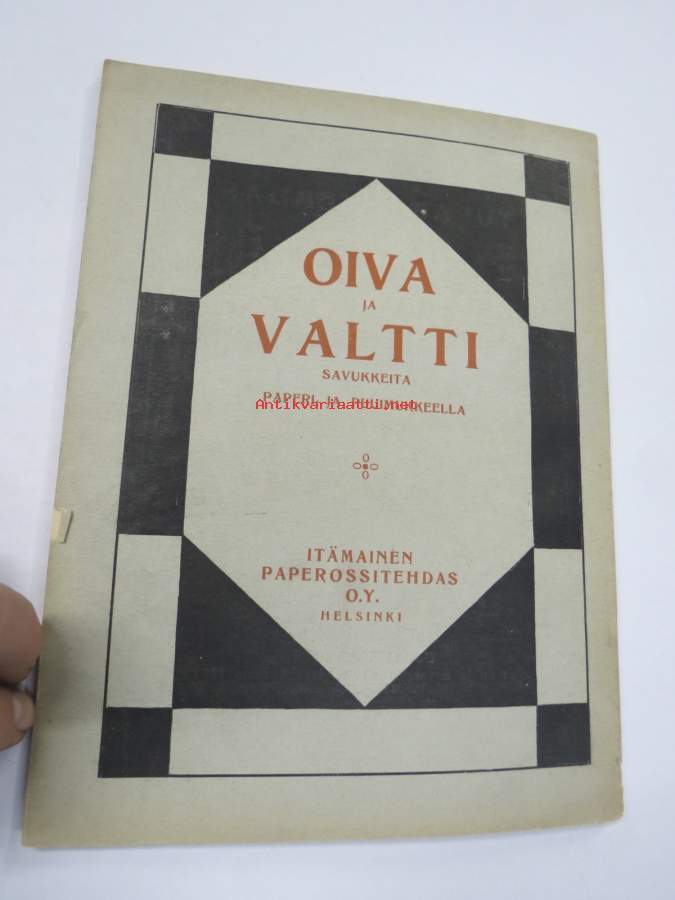 OIVA
JA
VALTTI
SAVUKKEITA
PAPERI JA
Antikvariaatti.net
ITÄMAINEN
PAPEROSSITEHDAS
O.Y.
HELSINKI